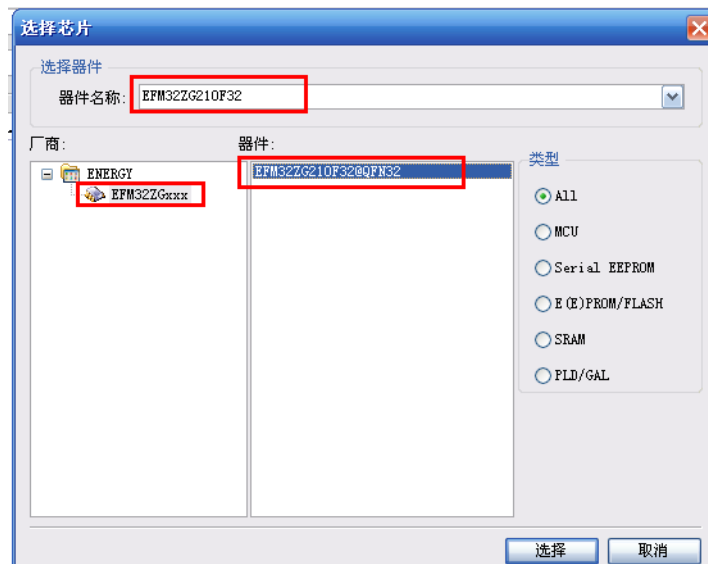 选择芯片
选择器件
器件名称: EFM32ZG210F32
厂商:
器件:
ENERGY
EFM32ZGxxx
EFM32ZG210F32@QFN32
类型
All
MCU
Serial EEPROM
E(E)PROM/FLASH
SRAM
PLD/GAL
选择
取消